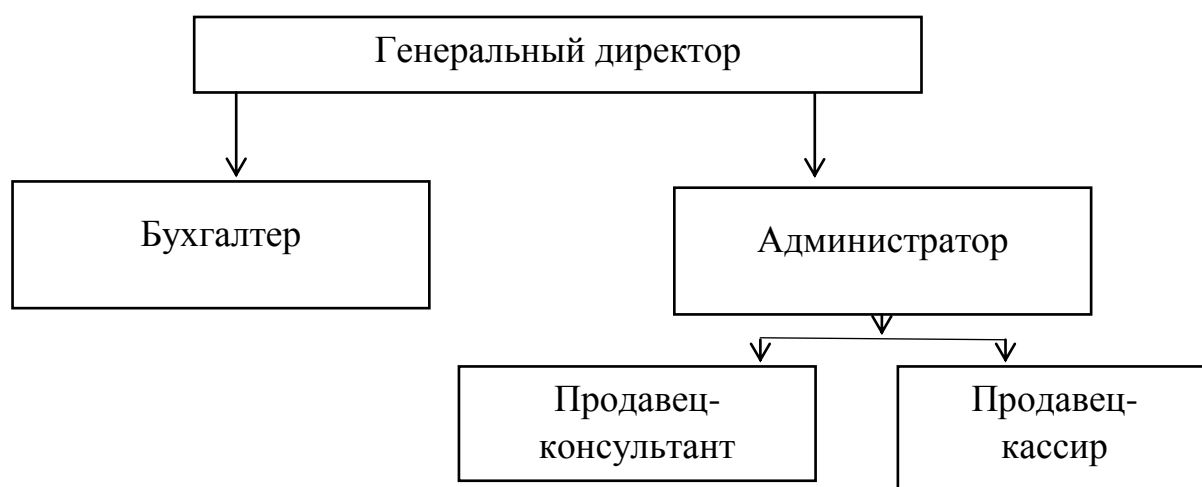 Генеральный директор
Бухгалтер
Администратор
Продавец-
консультант
Продавец-
кассир